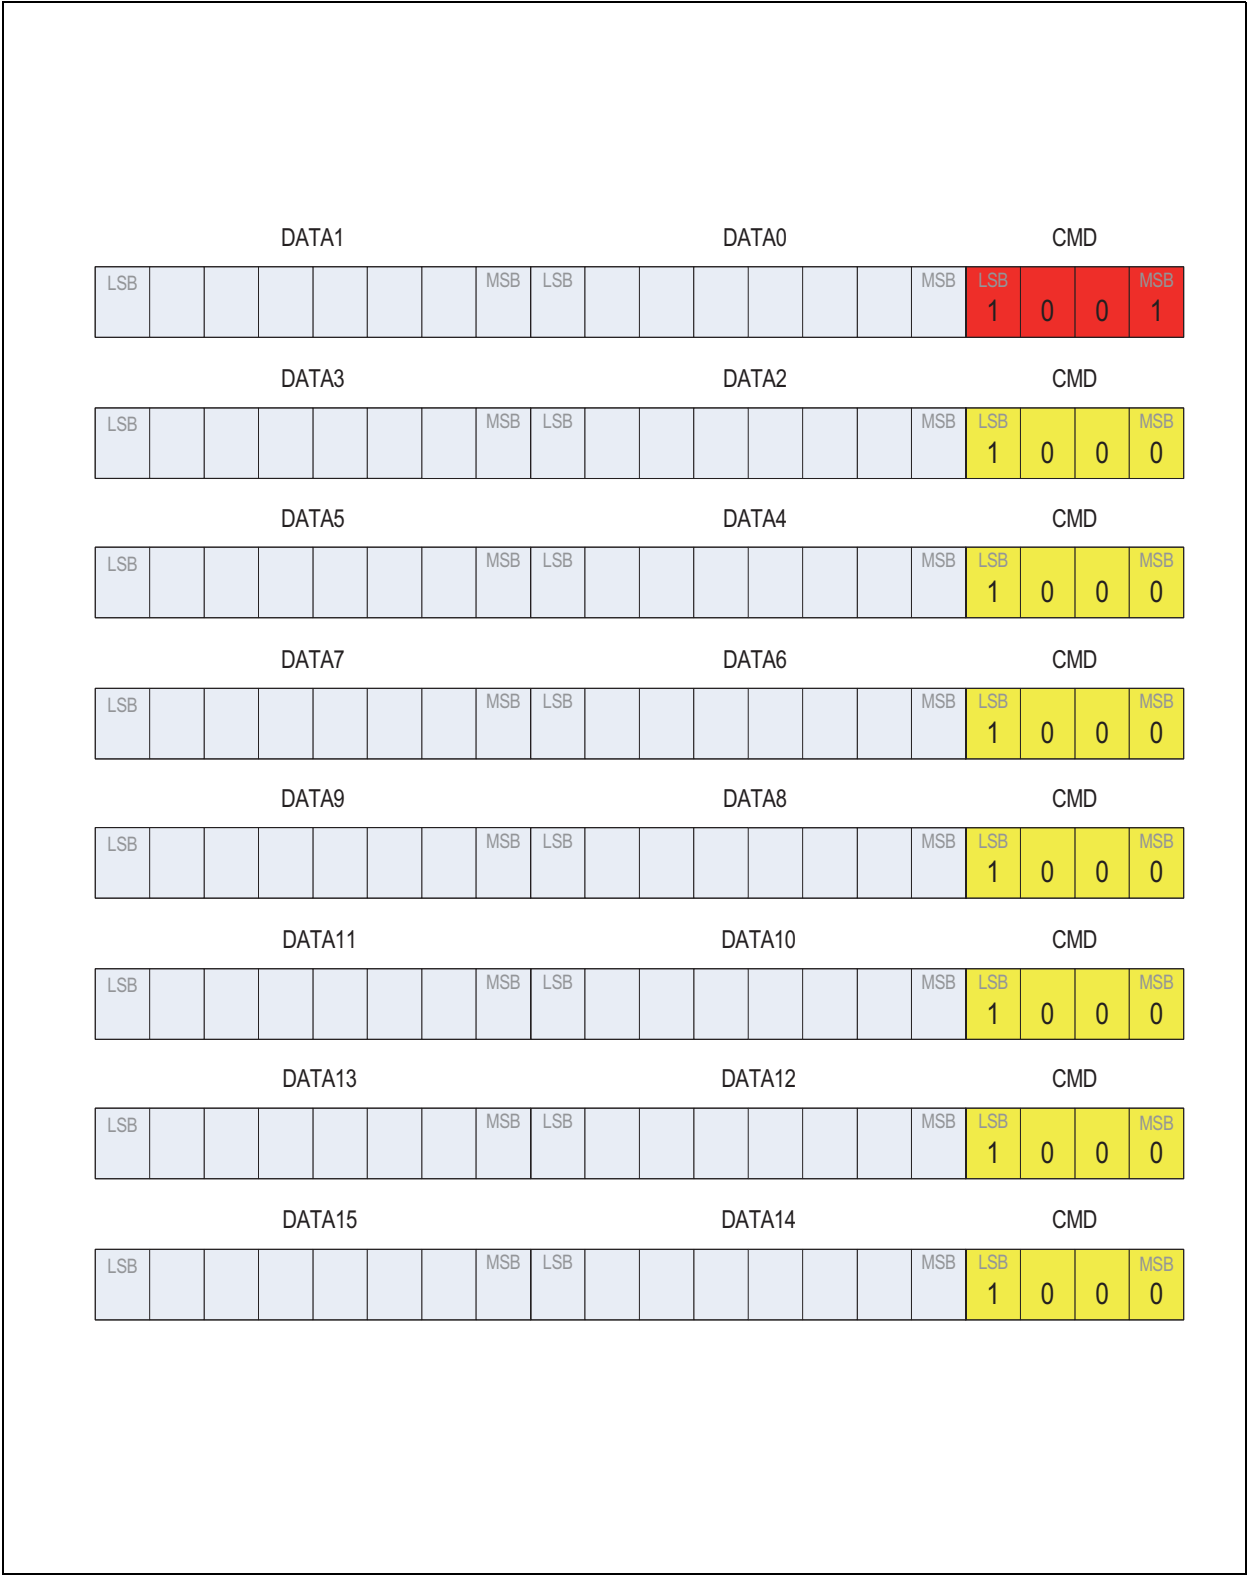 DATA1 DATA0 CMD
LSB MSB LSB MSB LSB MSB
1 0 0 1
DATA3 DATA2 CMD
LSB MSB LSB MSB LSB MSB
1 0 0 0
DATA5 DATA4 CMD
LSB MSB LSB MSB LSB MSB
1 0 0 0
DATA7 DATA6 CMD
LSB MSB LSB MSB LSB MSB
1 0 0 0
DATA9 DATA8 CMD
LSB MSB LSB MSB LSB MSB
1 0 0 0
DATA11 DATA10 CMD
LSB MSB LSB MSB LSB MSB
1 0 0 0
DATA13 DATA12 CMD
LSB MSB LSB MSB LSB MSB
1 0 0 0
DATA15 DATA14 CMD
LSB MSB LSB MSB LSB MSB
1 0 0 0